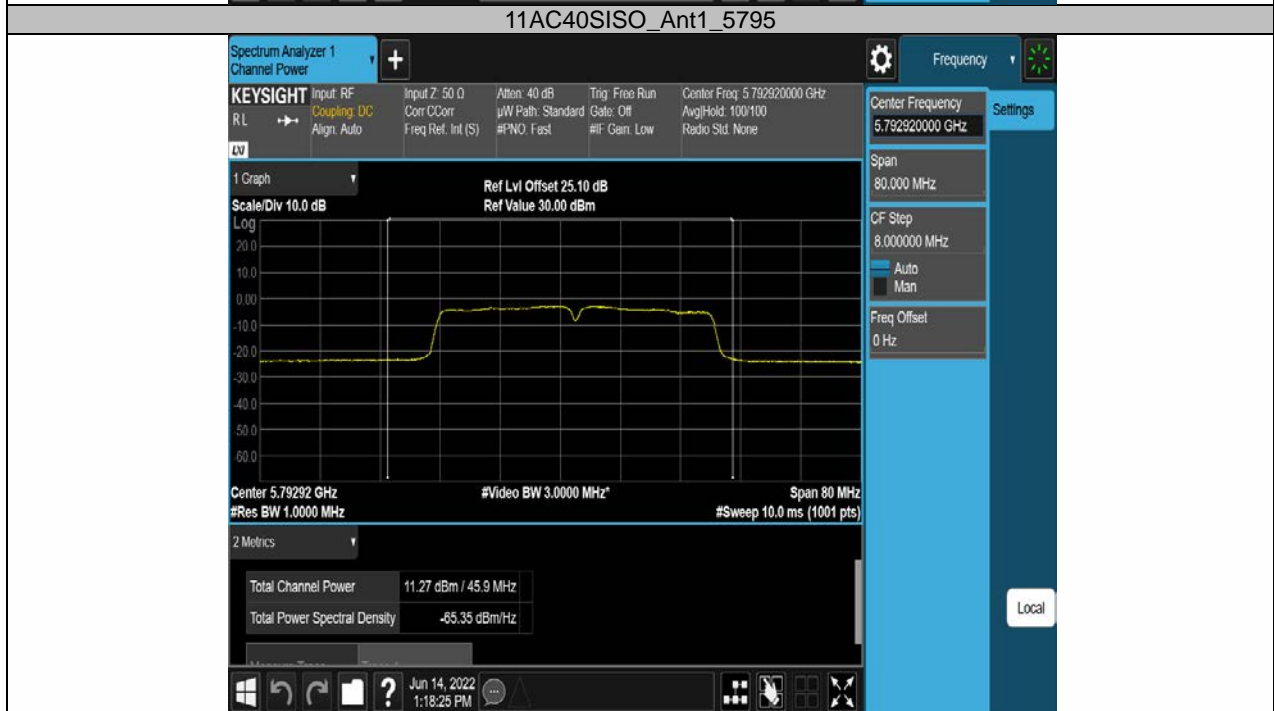 11AC40SISO_Ant1_5795
Spectrum Analyzer 1
Channel Power
+
Frequency
KEYSIGHT
RL
LXI
Input: RF
Coupling: DC
Align: Auto
Input Z: 50 Ω
Corr CCorr
Freq Ref: Int (S)
Atten: 40 dB
µW Path: Standard
#PNO: Fast
Trig: Free Run
Gate: Off
#IF Gain: Low
Center Freq: 5.792920000 GHz
Avg|Hold: 100/100
Radio Std: None
Center Frequency
5.792920000 GHz
Settings
Span
80.000 MHz
CF Step
8.000000 MHz
Auto
Man
Freq Offset
0 Hz
Local
1 Graph
Scale/Div 10.0 dB
Ref Lvl Offset 25.10 dB
Ref Value 30.00 dBm
Log
20.0
10.0
0.00
-10.0
-20.0
-30.0
-40.0
-50.0
-60.0
Center 5.79292 GHz
#Res BW 1.0000 MHz
#Video BW 3.0000 MHz*
Span 80 MHz
#Sweep 10.0 ms (1001 pts)
2 Metrics
Total Channel Power 11.27 dBm / 45.9 MHz
Total Power Spectral Density -65.35 dBm/Hz
?
Jun 14, 2022
1:18:25 PM